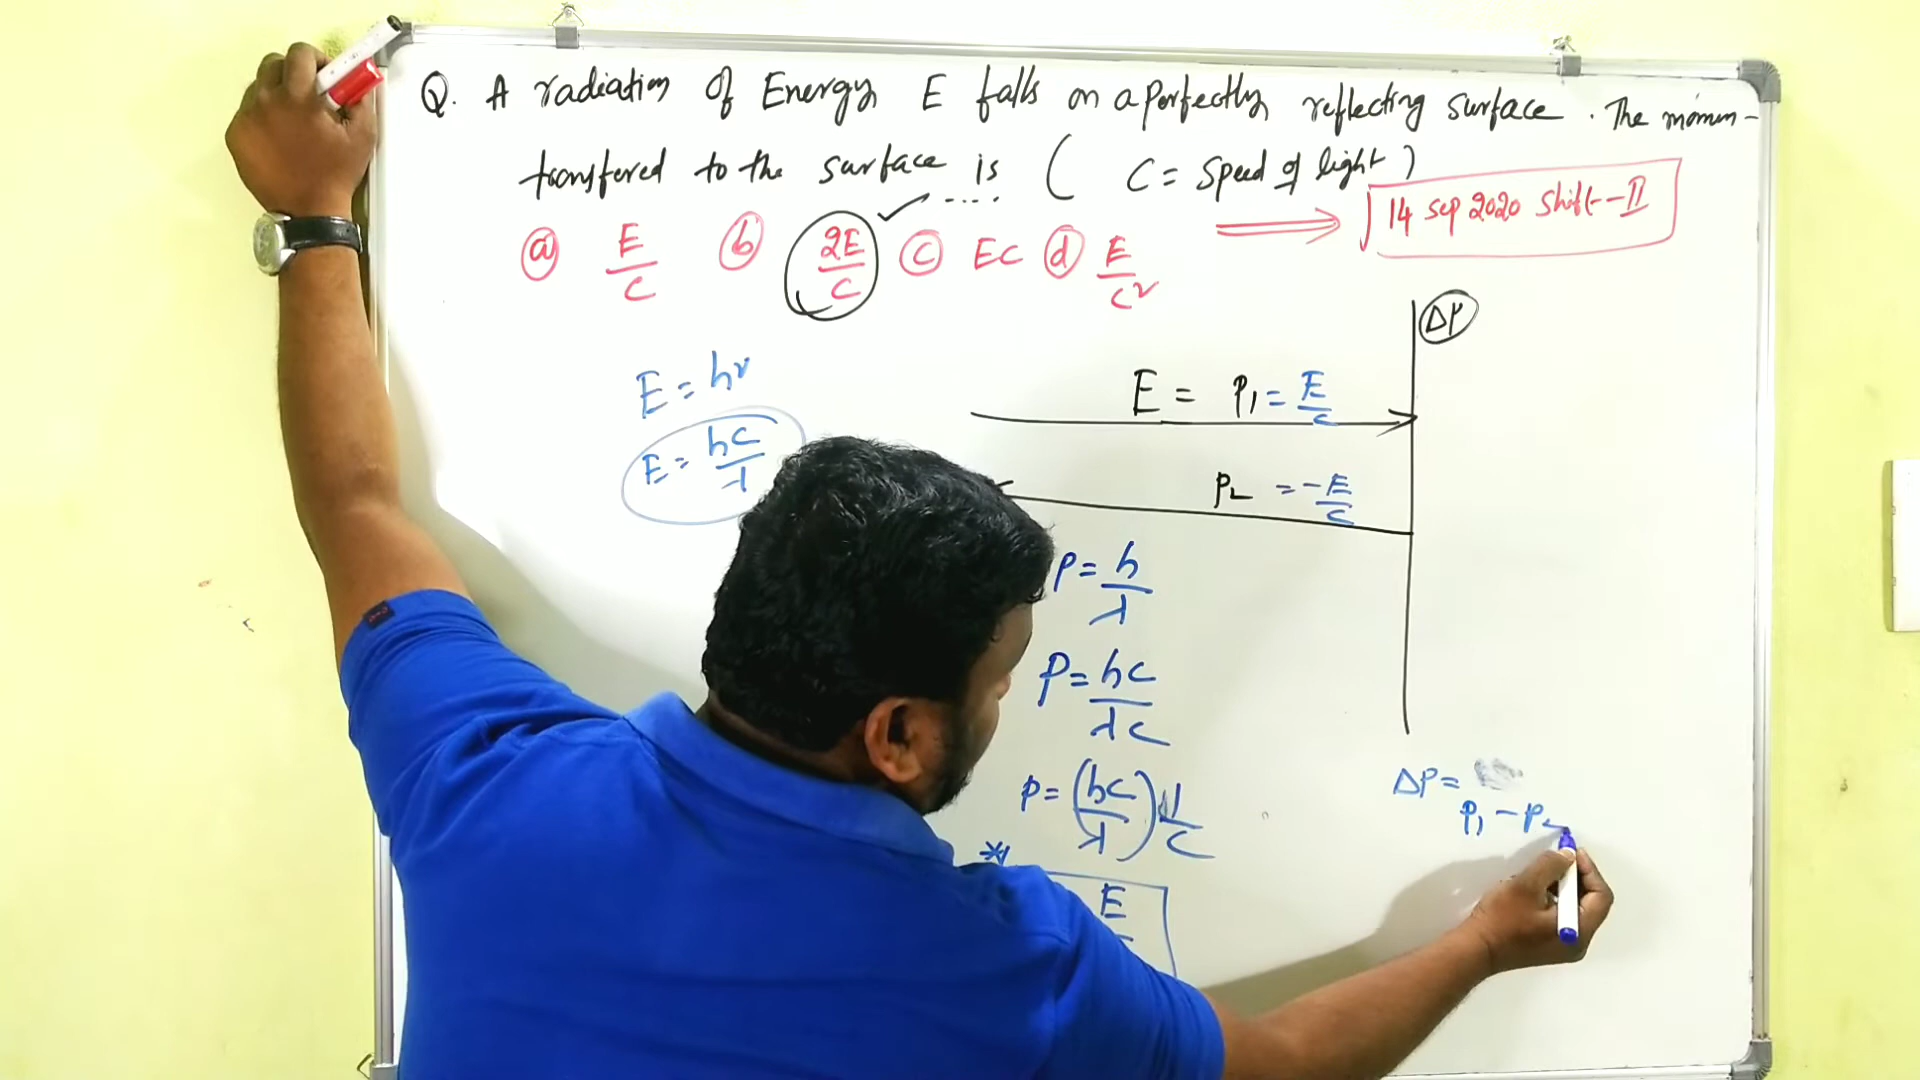 Q. A radiation of Energy E falls on a perfectly reflecting surface. The momen-
transfered to the surface is .... ( C = Speed of light )
14 Sep 2020 Shift--II
ⓐ E/C ⓑ 2E/C ⓒ EC ⓓ E/C²
ΔP
E = hν
E = hc/λ
E = P₁ = E/C
P₂ = -E/C
P = h/λ
P = hc/λc
P = (hc/λ) 1/C
*
E
ΔP =
P₁ - P₂